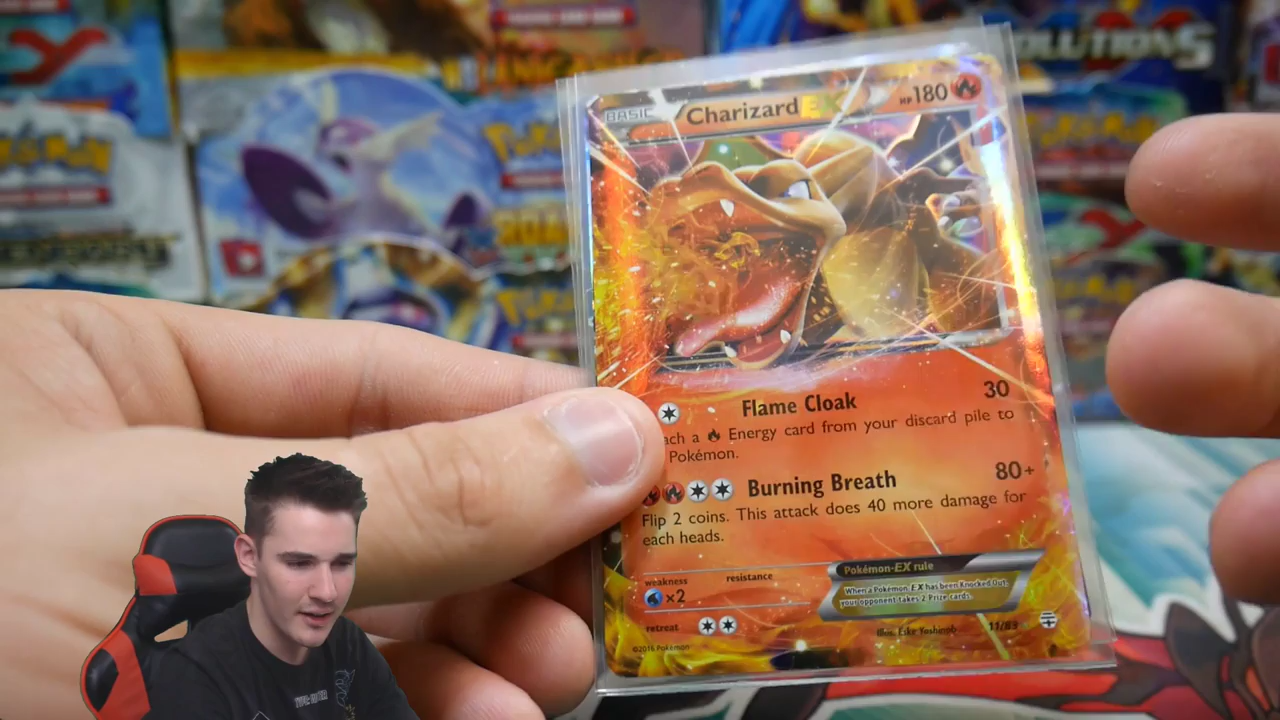 OLUTIONS
Pokémon
BASIC Charizard EX HP180
Flame Cloak 30
ach a Energy card from your discard pile to
Pokémon.
Burning Breath 80+
Flip 2 coins. This attack does 40 more damage for
each heads.
weakness resistance
×2
retreat
Pokémon-EX rule
When a Pokémon-EX has been Knocked Out,
your opponent takes 2 Prize cards.
©2016 Pokémon
Illus. Eske Yoshinob 11/83